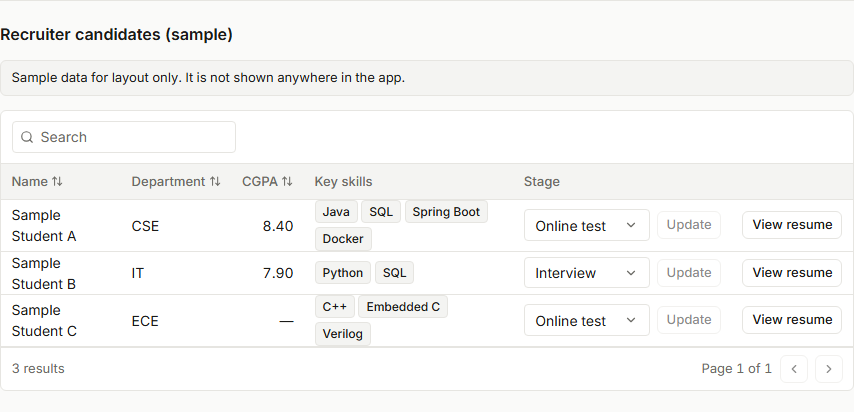 Recruiter candidates (sample)
Sample data for layout only. It is not shown anywhere in the app.
Search
Name Department CGPA Key skills Stage
Sample Student A CSE 8.40 Java SQL Spring Boot Docker Online test Update View resume
Sample Student B IT 7.90 Python SQL Interview Update View resume
Sample Student C ECE — C++ Embedded C Verilog Online test Update View resume
3 results Page 1 of 1